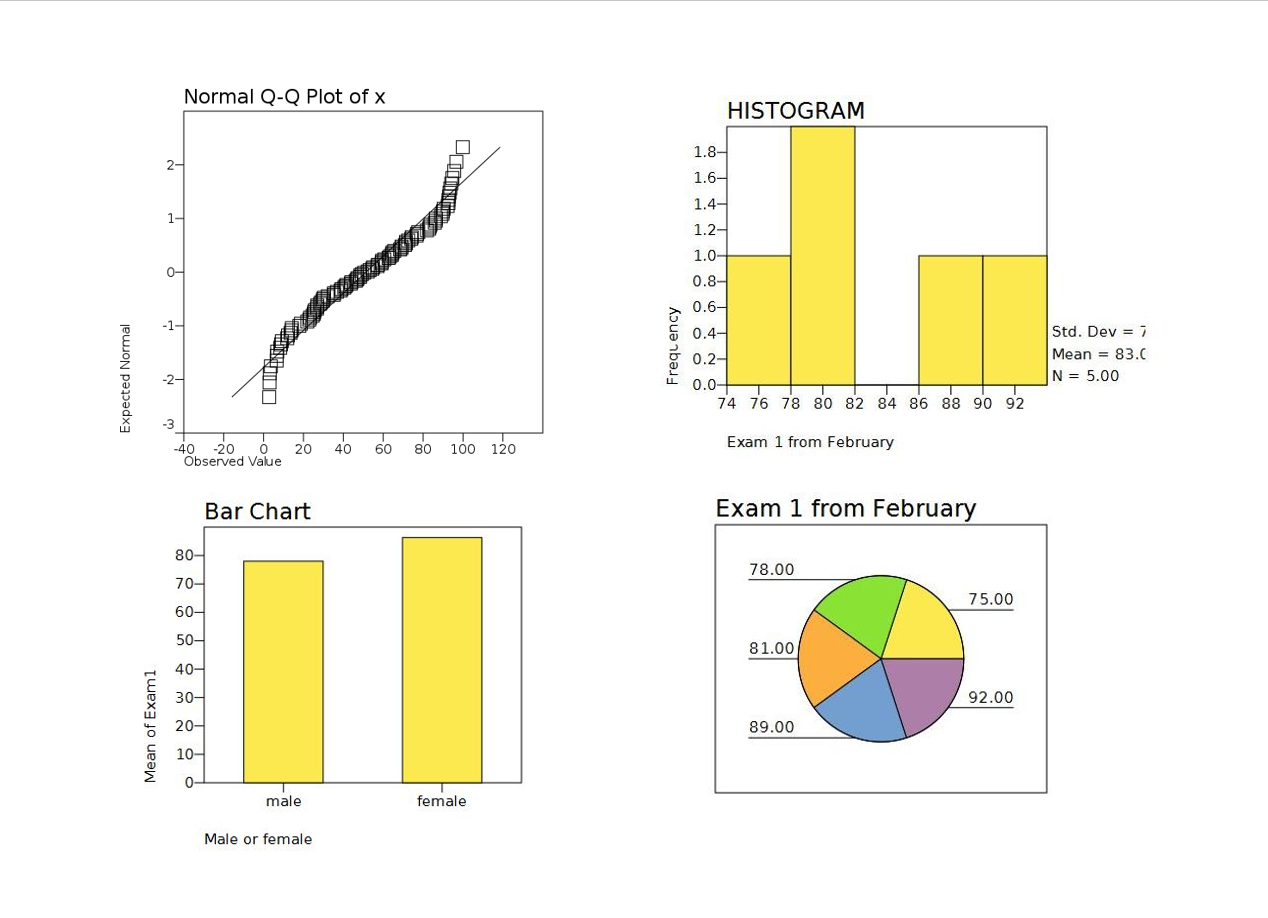 Normal Q-Q Plot of x
2
1
0
-1
-2
-3
Expected Normal
-40 -20 0 20 40 60 80 100 120
Observed Value
HISTOGRAM
1.8
1.6
1.4
1.2
1.0
0.8
0.6
0.4
0.2
0.0
Frequency
Std. Dev = 7
Mean = 83.0
N = 5.00
74 76 78 80 82 84 86 88 90 92
Exam 1 from February
Bar Chart
80
70
60
50
40
30
20
10
0
Mean of Exam1
male female
Male or female
Exam 1 from February
78.00
75.00
81.00
92.00
89.00